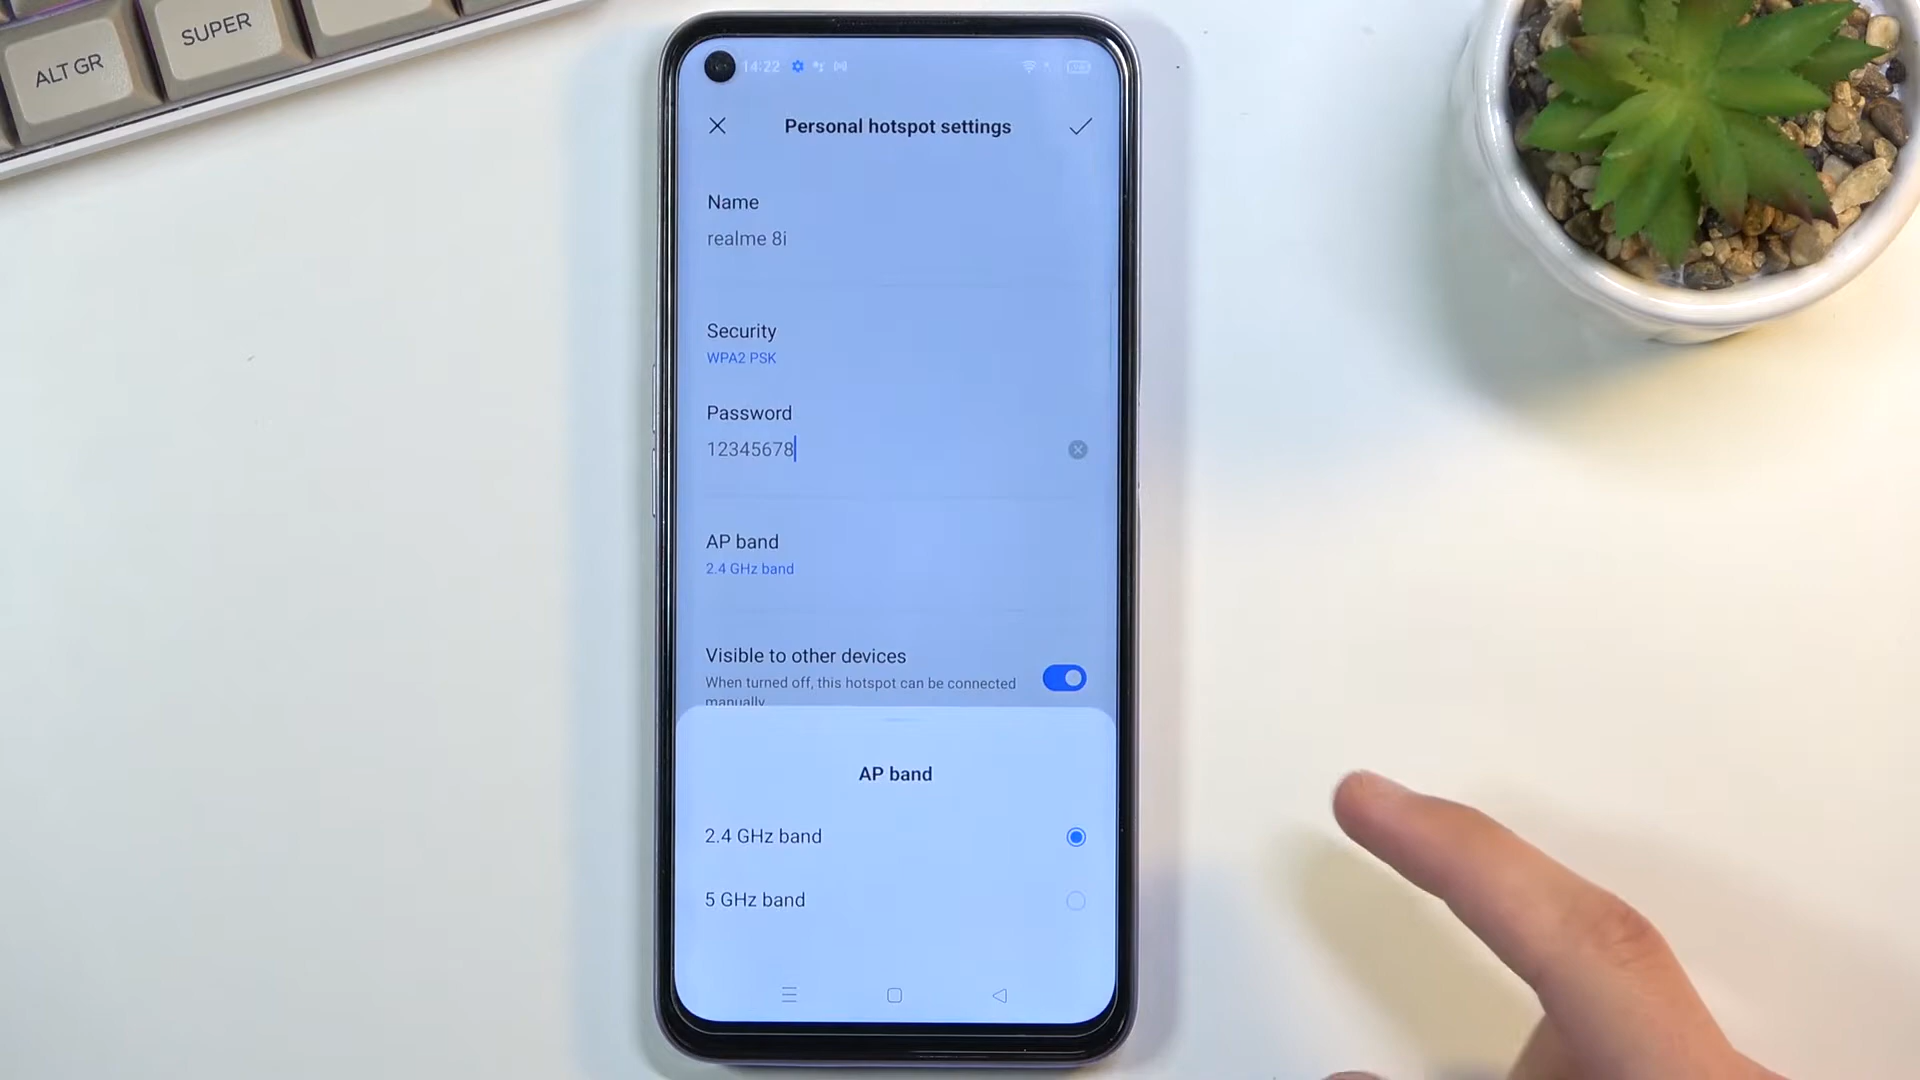 ALT GR
SUPER
14:22
Personal hotspot settings
Name
realme 8i
Security
WPA2 PSK
Password
12345678
AP band
2.4 GHz band
Visible to other devices
When turned off, this hotspot can be connected
manually.
AP band
2.4 GHz band
5 GHz band